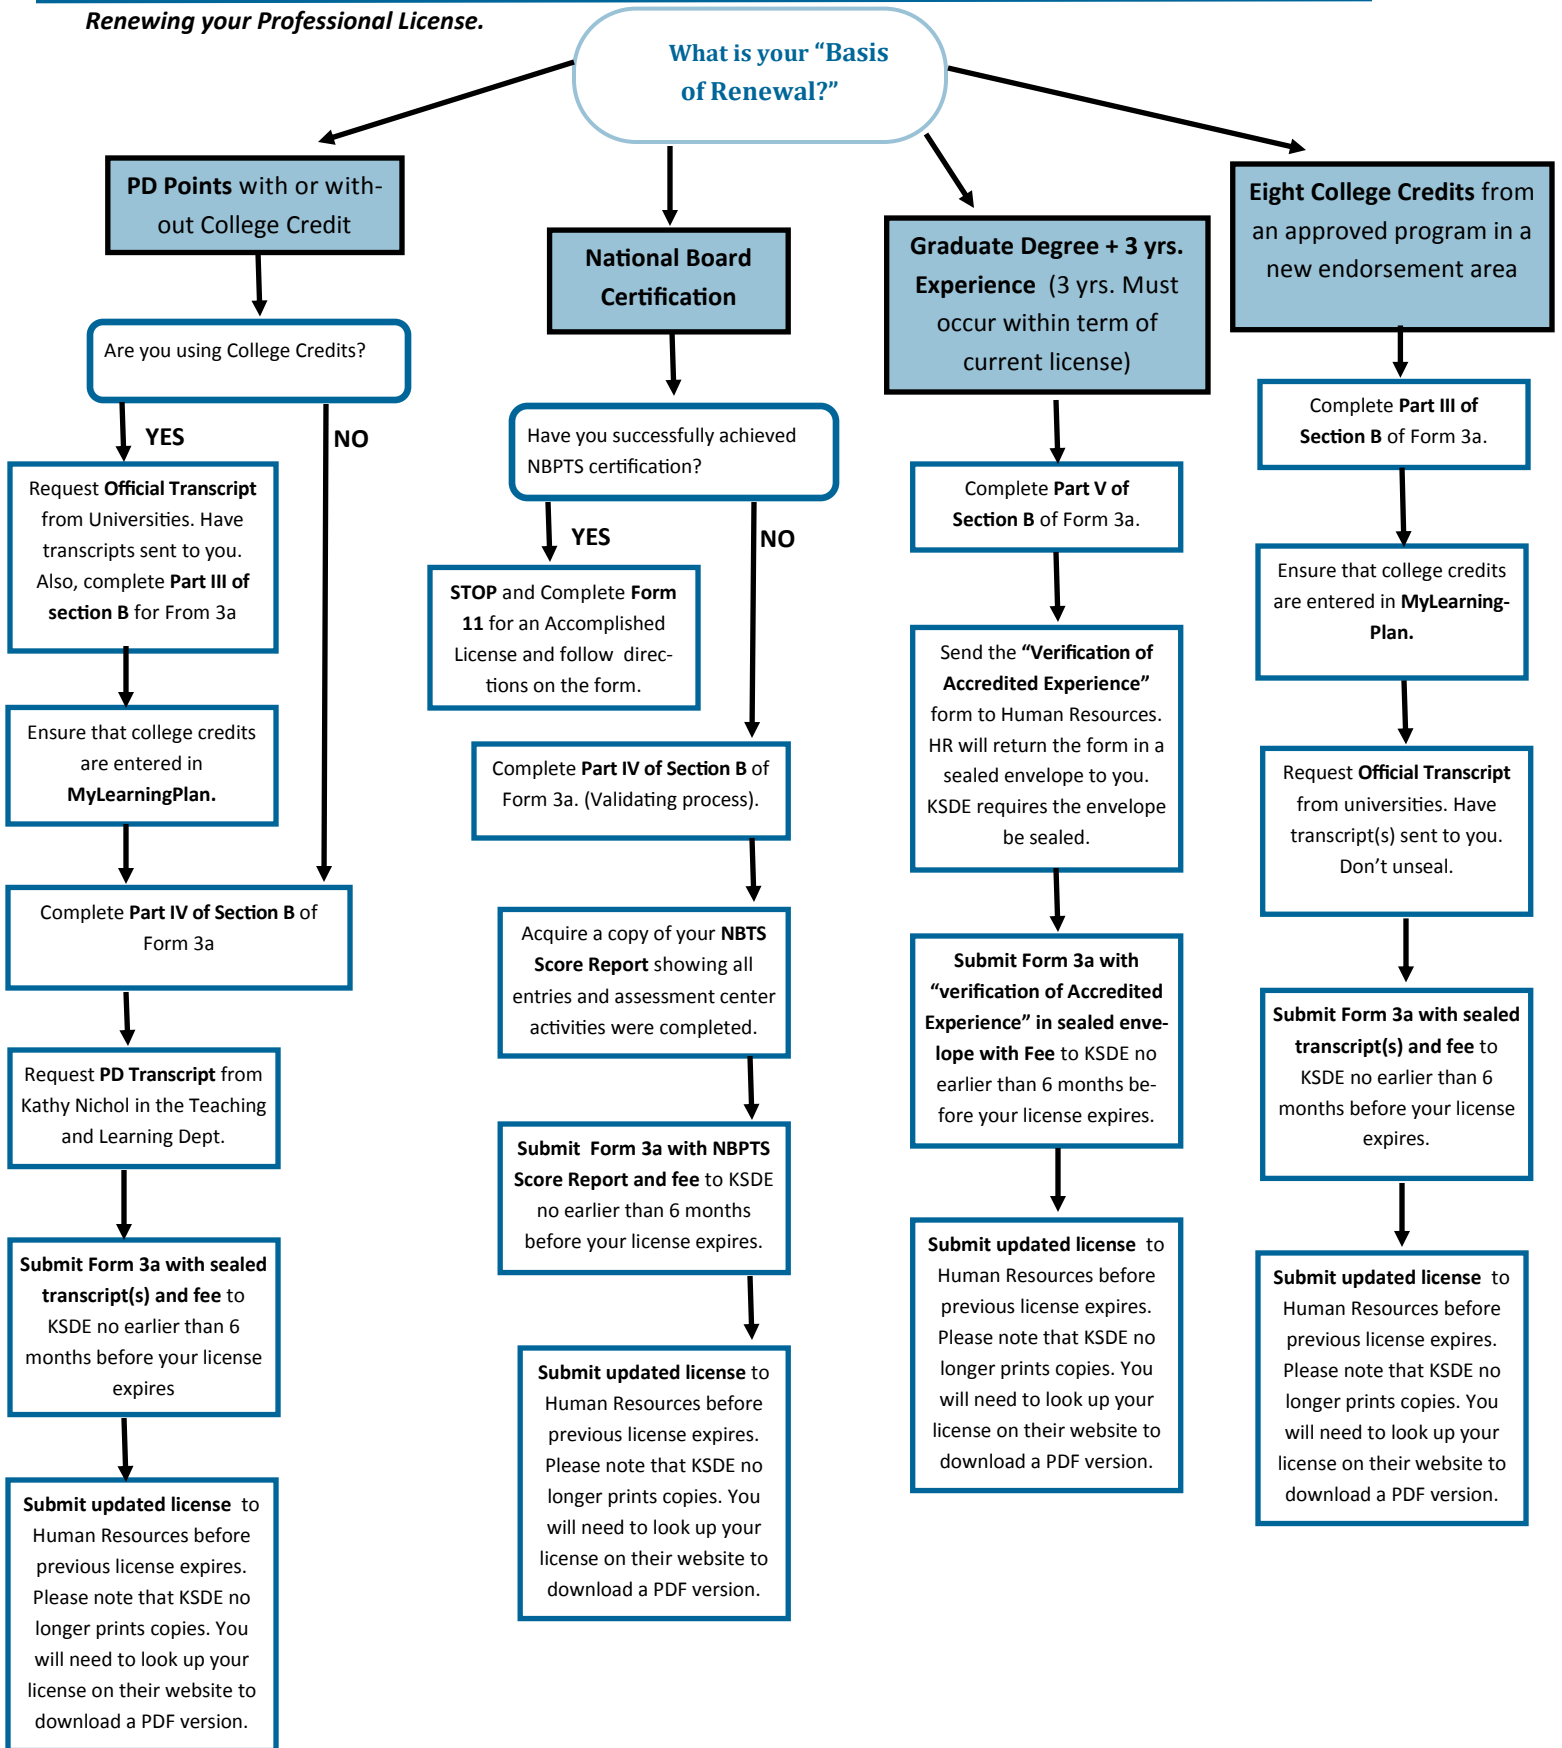 Renewing your Professional License.
What is your “Basis
of Renewal?”
PD Points with or with-
out College Credit
Are you using College Credits?
YES
NO
Request Official Transcript
from Universities. Have
transcripts sent to you.
Also, complete Part III of
section B for From 3a
Ensure that college credits
are entered in
MyLearningPlan.
Complete Part IV of Section B of
Form 3a
Request PD Transcript from
Kathy Nichol in the Teaching
and Learning Dept.
Submit Form 3a with sealed
transcript(s) and fee to
KSDE no earlier than 6
months before your license
expires
Submit updated license to
Human Resources before
previous license expires.
Please note that KSDE no
longer prints copies. You
will need to look up your
license on their website to
download a PDF version.
National Board
Certification
Have you successfully achieved
NBPTS certification?
YES
NO
STOP and Complete Form
11 for an Accomplished
License and follow direc-
tions on the form.
Complete Part IV of Section B of
Form 3a. (Validating process).
Acquire a copy of your NBTS
Score Report showing all
entries and assessment center
activities were completed.
Submit Form 3a with NBPTS
Score Report and fee to KSDE
no earlier than 6 months
before your license expires.
Submit updated license to
Human Resources before
previous license expires.
Please note that KSDE no
longer prints copies. You
will need to look up your
license on their website to
download a PDF version.
Graduate Degree + 3 yrs.
Experience (3 yrs. Must
occur within term of
current license)
Complete Part V of
Section B of Form 3a.
Send the “Verification of
Accredited Experience”
form to Human Resources.
HR will return the form in a
sealed envelope to you.
KSDE requires the envelope
be sealed.
Submit Form 3a with
“verification of Accredited
Experience” in sealed enve-
lope with Fee to KSDE no
earlier than 6 months be-
fore your license expires.
Submit updated license to
Human Resources before
previous license expires.
Please note that KSDE no
longer prints copies. You
will need to look up your
license on their website to
download a PDF version.
Eight College Credits from
an approved program in a
new endorsement area
Complete Part III of
Section B of Form 3a.
Ensure that college credits
are entered in MyLearning-
Plan.
Request Official Transcript
from universities. Have
transcript(s) sent to you.
Don’t unseal.
Submit Form 3a with sealed
transcript(s) and fee to
KSDE no earlier than 6
months before your license
expires.
Submit updated license to
Human Resources before
previous license expires.
Please note that KSDE no
longer prints copies. You
will need to look up your
license on their website to
download a PDF version.